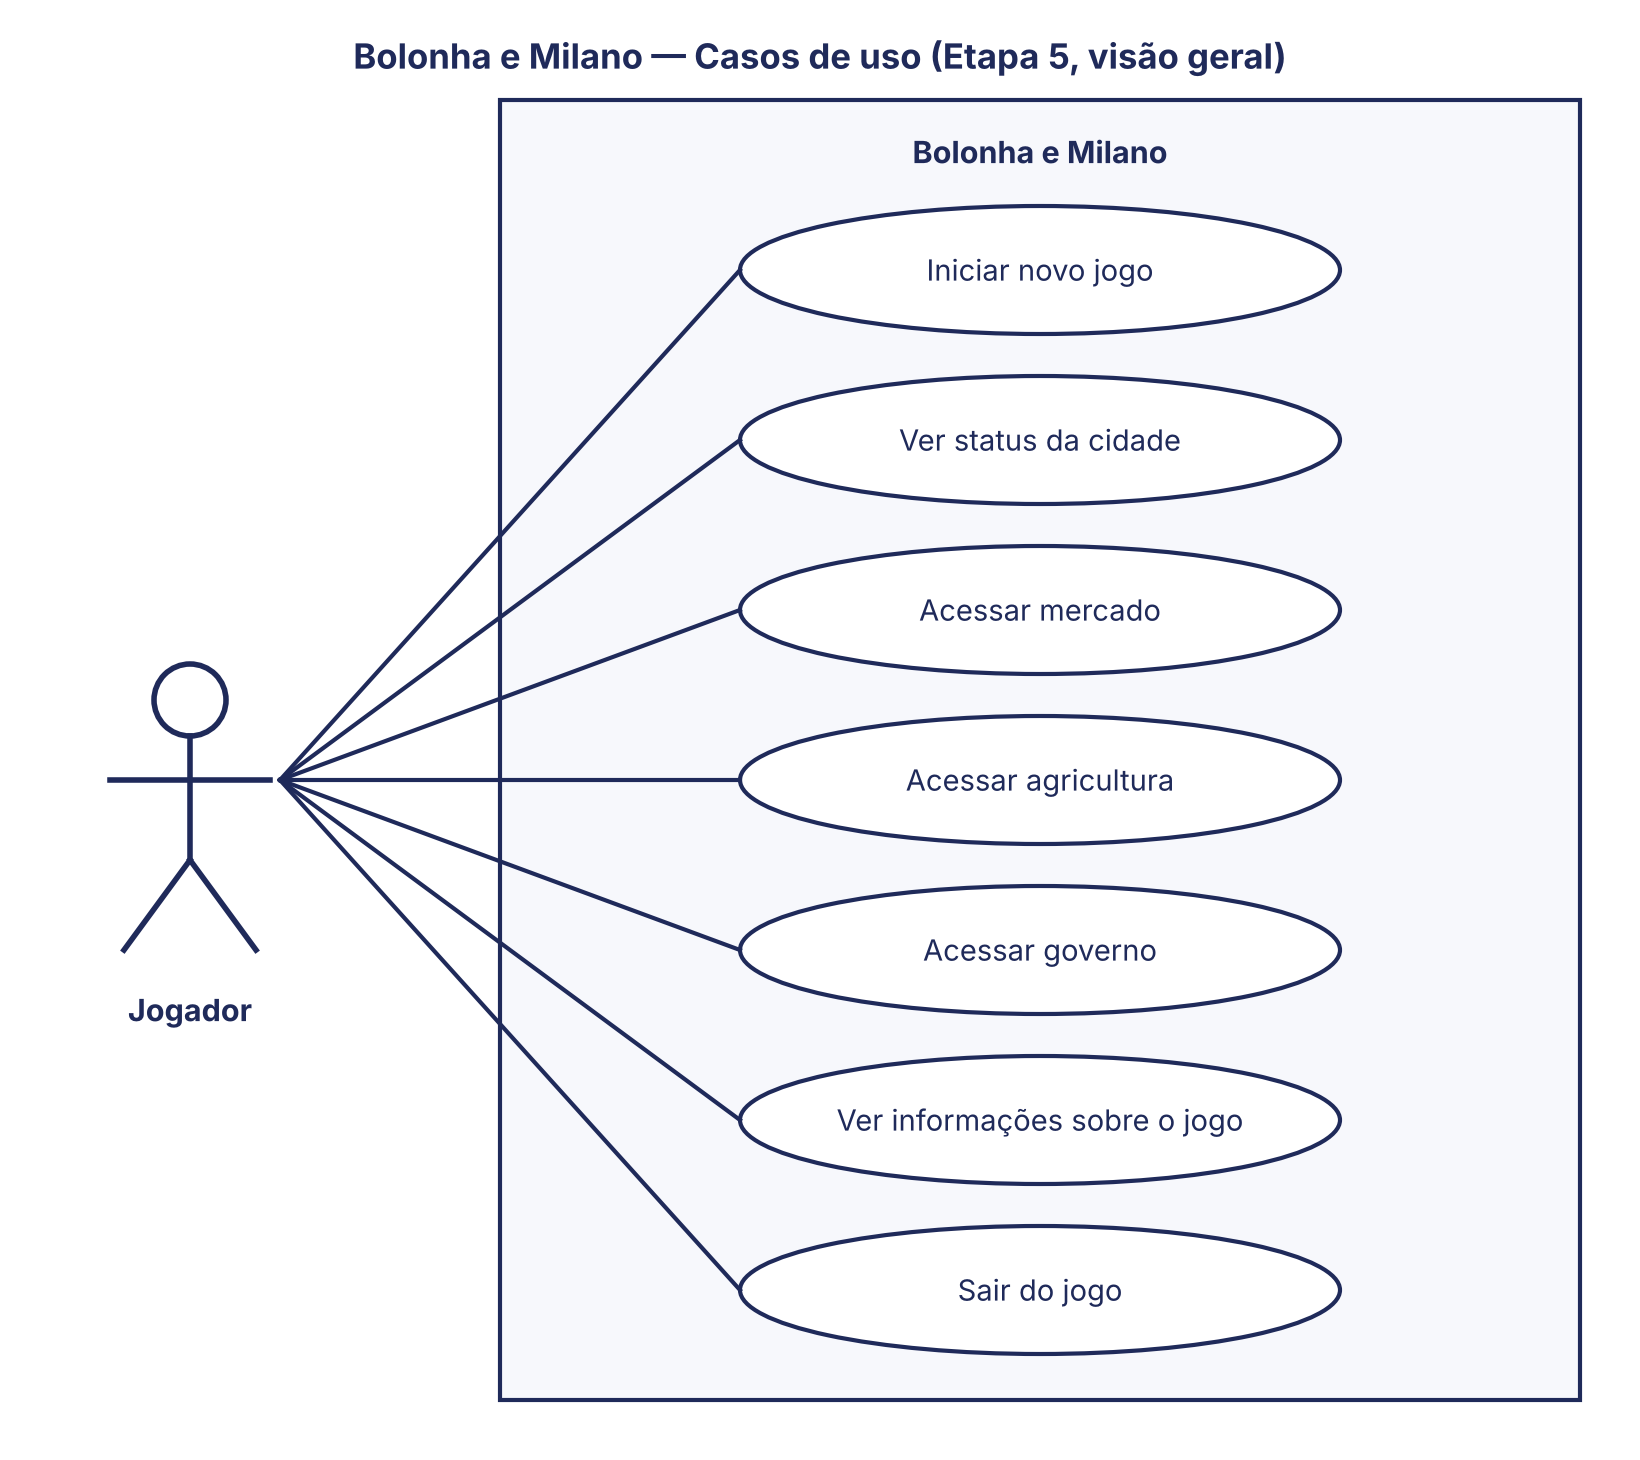 Bolonha e Milano — Casos de uso (Etapa 5, visão geral)
Bolonha e Milano
Iniciar novo jogo
Ver status da cidade
Acessar mercado
Acessar agricultura
Acessar governo
Jogador
Ver informações sobre o jogo
Sair do jogo